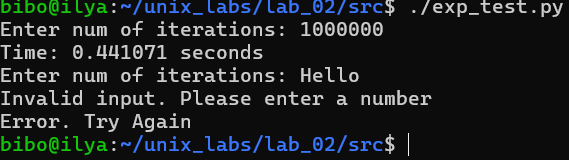 bibo@ilya:~/unix_labs/lab_02/src$ ./exp_test.py
Enter num of iterations: 1000000
Time: 0.441071 seconds
Enter num of iterations: Hello
Invalid input. Please enter a number
Error. Try Again
bibo@ilya:~/unix_labs/lab_02/src$